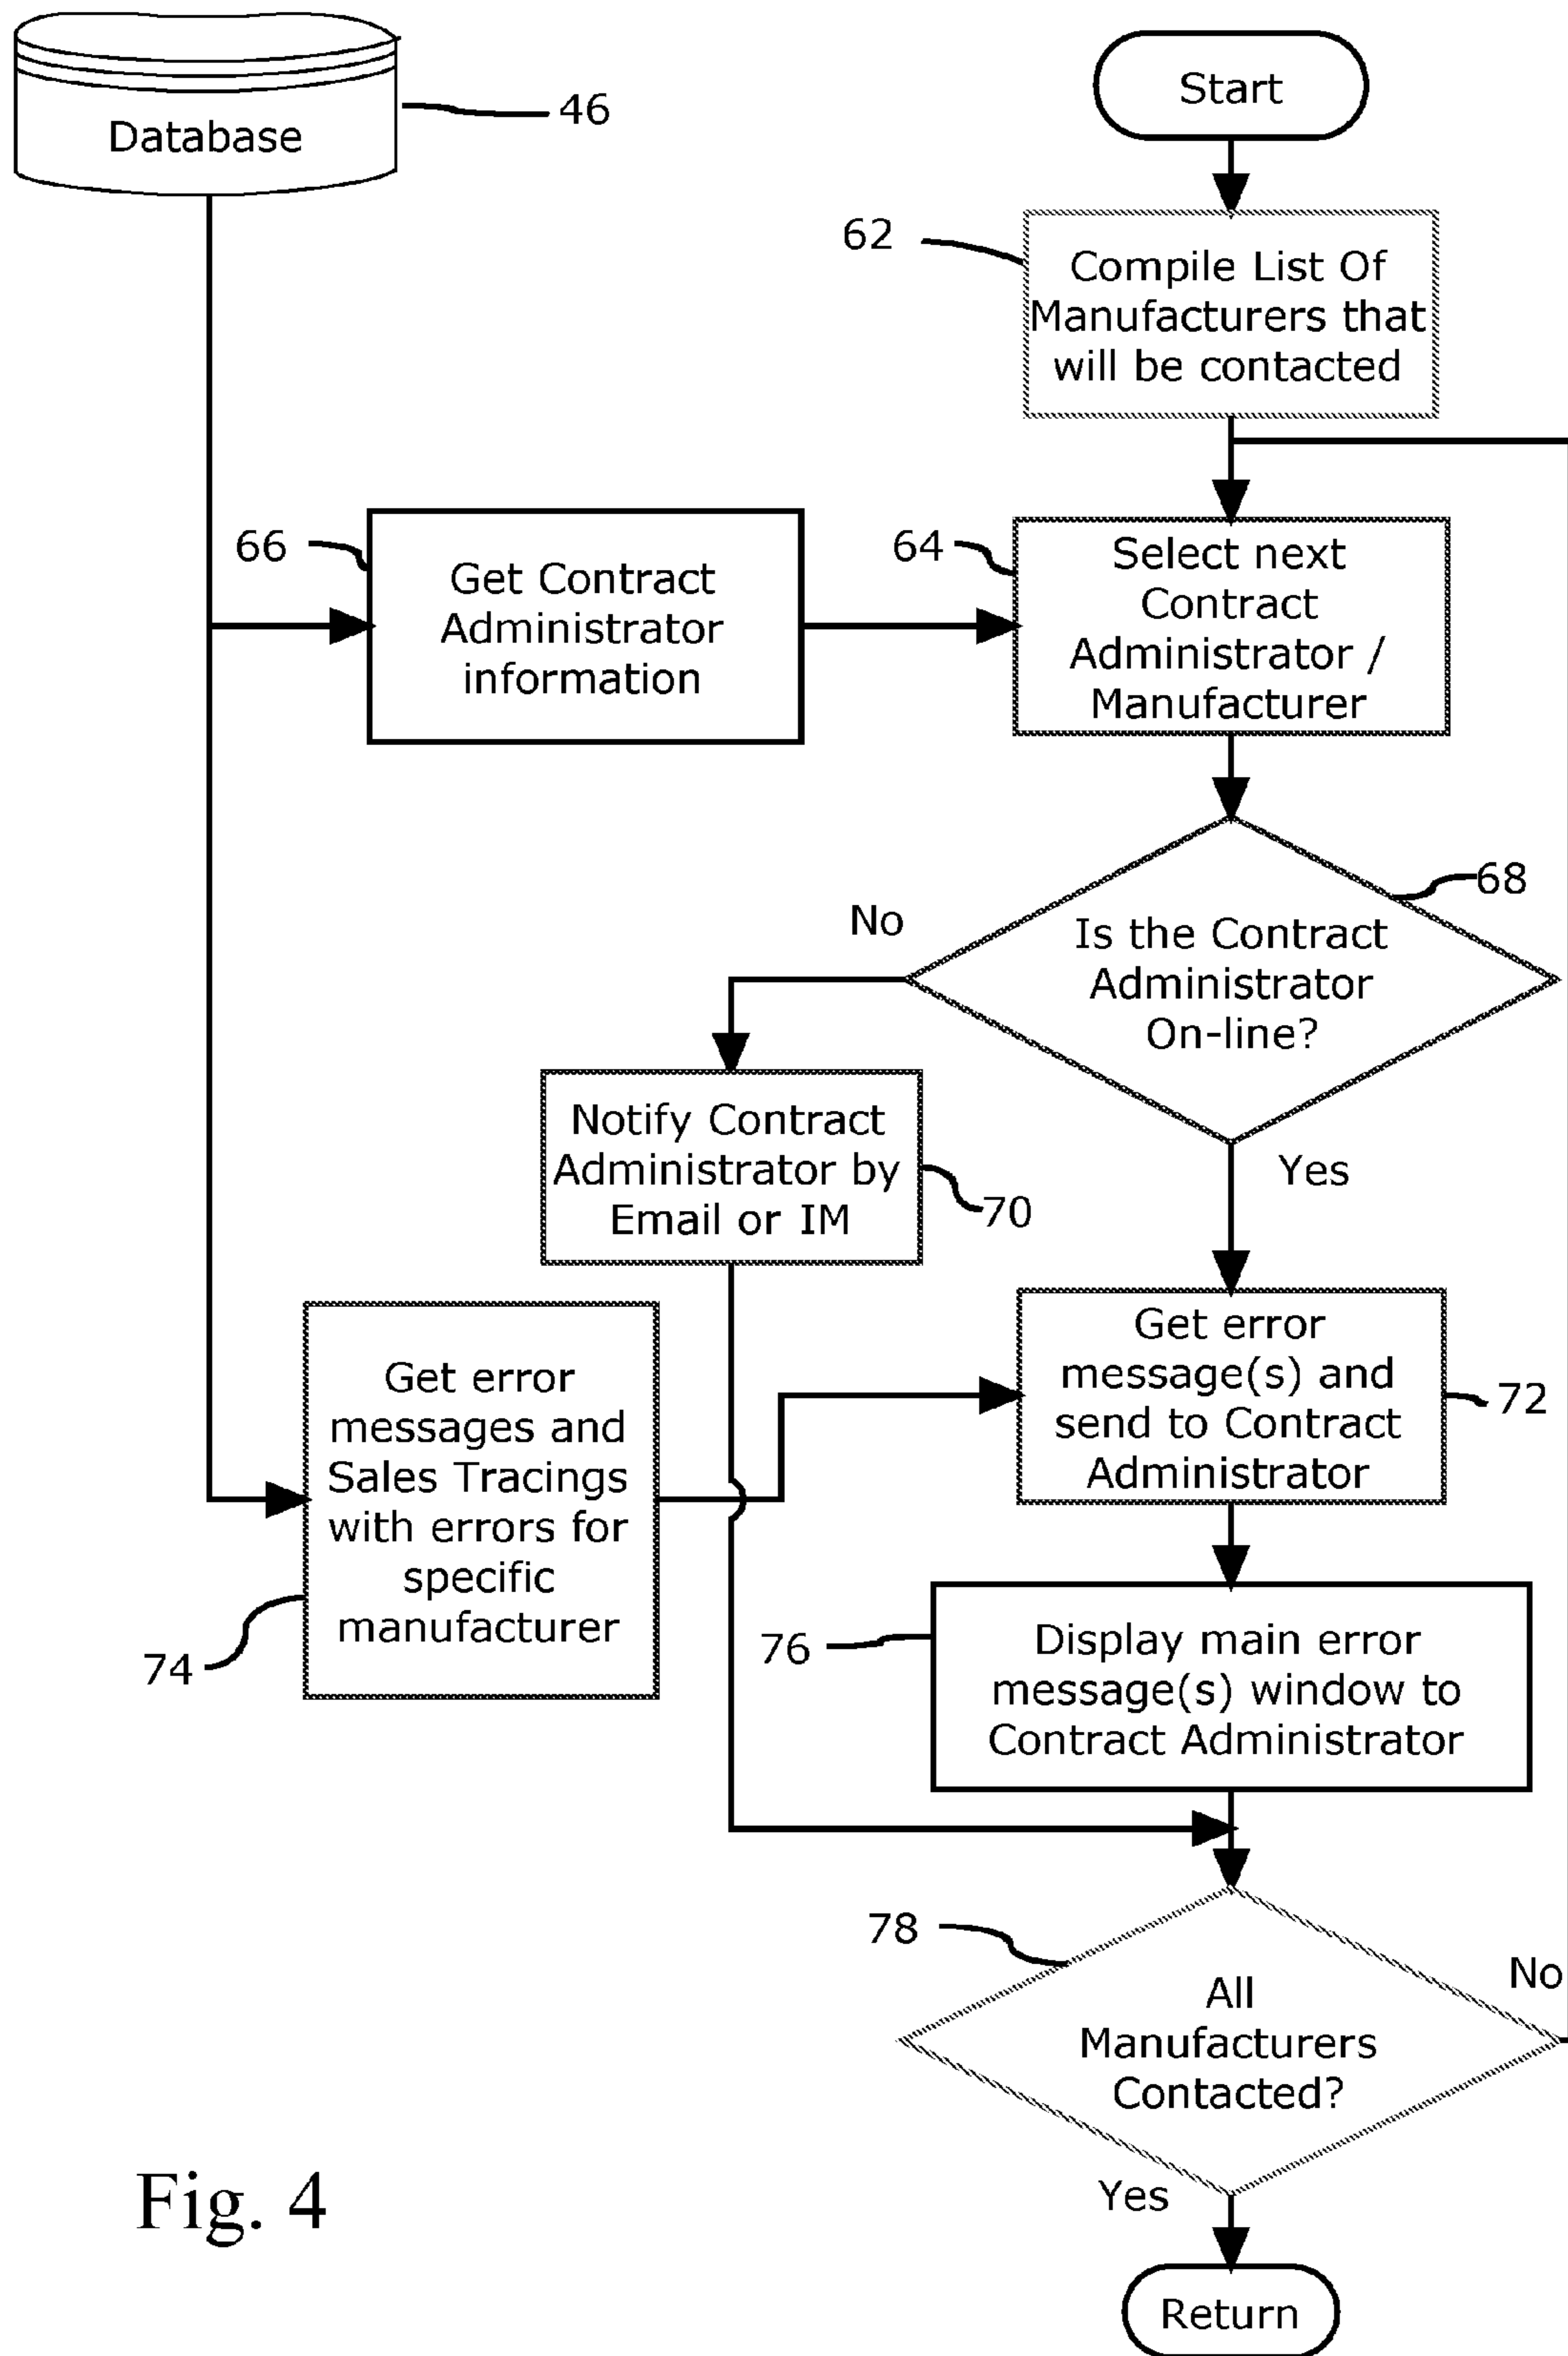 Database
46
Start
62
Compile List Of
Manufacturers that
will be contacted
66
Get Contract
Administrator
information
64
Select next
Contract
Administrator /
Manufacturer
68
Is the Contract
Administrator
On-line?
No
Yes
Notify Contract
Administrator by
Email or IM
70
Get error
messages and
Sales Tracings
with errors for
specific
manufacturer
74
Get error
message(s) and
send to Contract
Administrator
72
76
Display main error
message(s) window to
Contract Administrator
78
All
Manufacturers
Contacted?
No
Yes
Return
Fig. 4